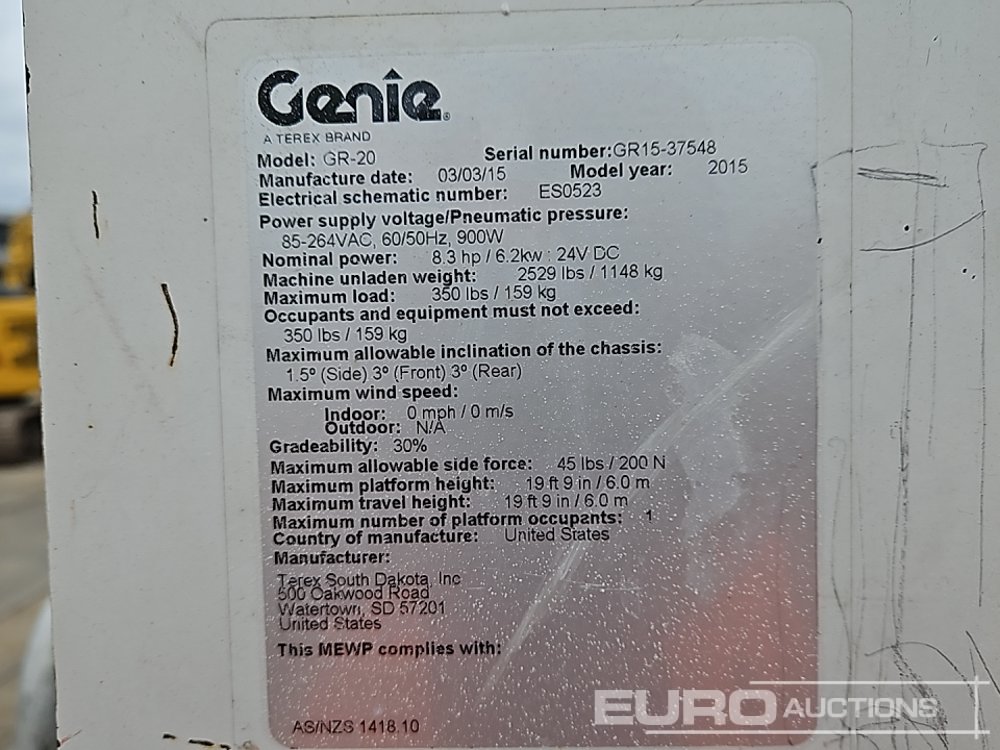 Genie®
A TEREX BRAND
Model: GR-20 Serial number:GR15-37548
Manufacture date: 03/03/15 Model year: 2015
Electrical schematic number: ES0523
Power supply voltage/Pneumatic pressure:
85-264VAC, 60/50Hz, 900W
Nominal power: 8.3 hp / 6.2kw : 24V DC
Machine unladen weight: 2529 lbs / 1148 kg
Maximum load: 350 lbs / 159 kg
Occupants and equipment must not exceed:
350 lbs / 159 kg
Maximum allowable inclination of the chassis:
1.5º (Side) 3º (Front) 3º (Rear)
Maximum wind speed:
Indoor: 0 mph / 0 m/s
Outdoor: N/A
Gradeability: 30%
Maximum allowable side force: 45 lbs / 200 N
Maximum platform height: 19 ft 9 in / 6.0 m
Maximum travel height: 19 ft 9 in / 6.0 m
Maximum number of platform occupants: 1
Country of manufacture: United States
Manufacturer:
Terex South Dakota, Inc
500 Oakwood Road
Watertown, SD 57201
United States
This MEWP complies with:
AS/NZS 1418.10
EURO AUCTIONS